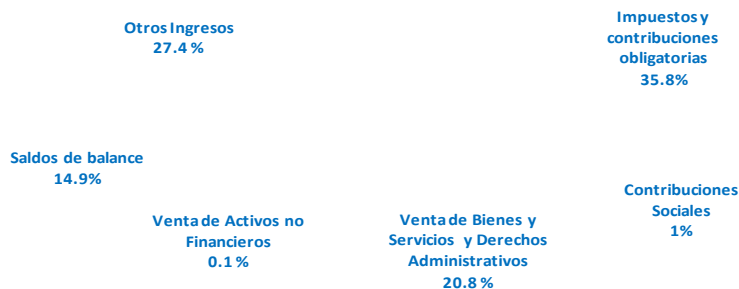 Otros Ingresos
27.4%
Impuestos y
contribuciones
obligatorias
35.8%
Saldos de balance
14.9%
Contribuciones
Sociales
1%
Venta de Activos no
Financieros
0.1%
Venta de Bienes y
Servicios y Derechos
Administrativos
20.8%